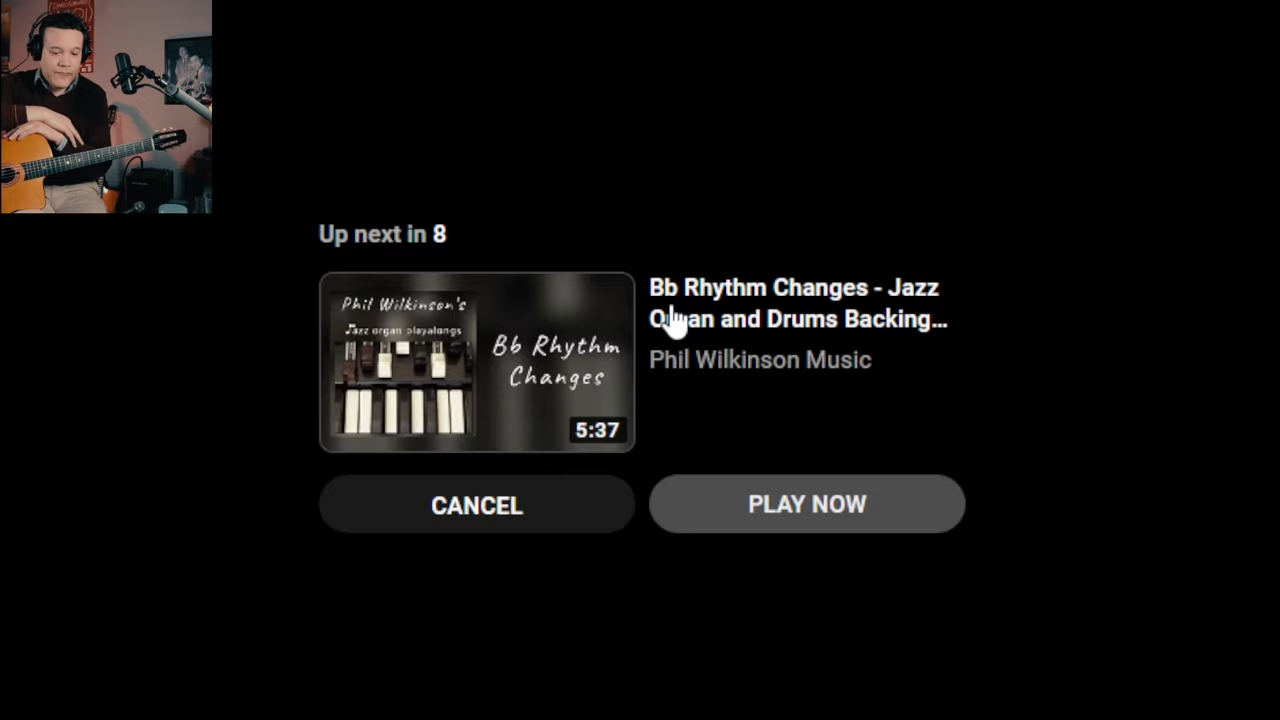 Up next in 8
Phil Wilkinson's
Jazz organ playalongs
Bb Rhythm
Changes
5:37
Bb Rhythm Changes - Jazz
Organ and Drums Backing...
Phil Wilkinson Music
CANCEL
PLAY NOW